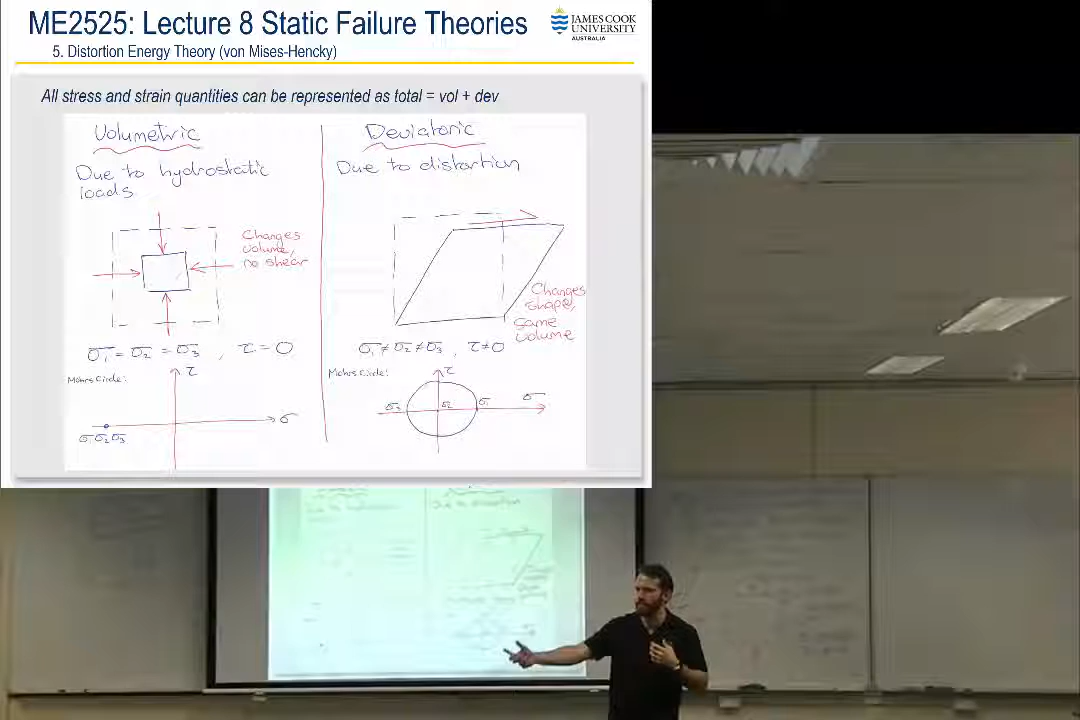 ME2525: Lecture 8 Static Failure Theories
5. Distortion Energy Theory (von Mises-Hencky)
JAMES COOK
UNIVERSITY
AUSTRALIA
All stress and strain quantities can be represented as total = vol + dev
Volumetric
Due to hydrostatic
loads
Changes
volume,
no shear
σ₁ = σ₂ = σ₃ , τ = 0
Mohrs Circle:
τ
σ
σ₁ σ₂ σ₃
Deviatoric
Due to distortion
Changes
shape,
same
volume
σ₁ ≠ σ₂ ≠ σ₃ , τ ≠ 0
Mohrs Circle:
τ
σ₃ σ₂ σ₁ σ